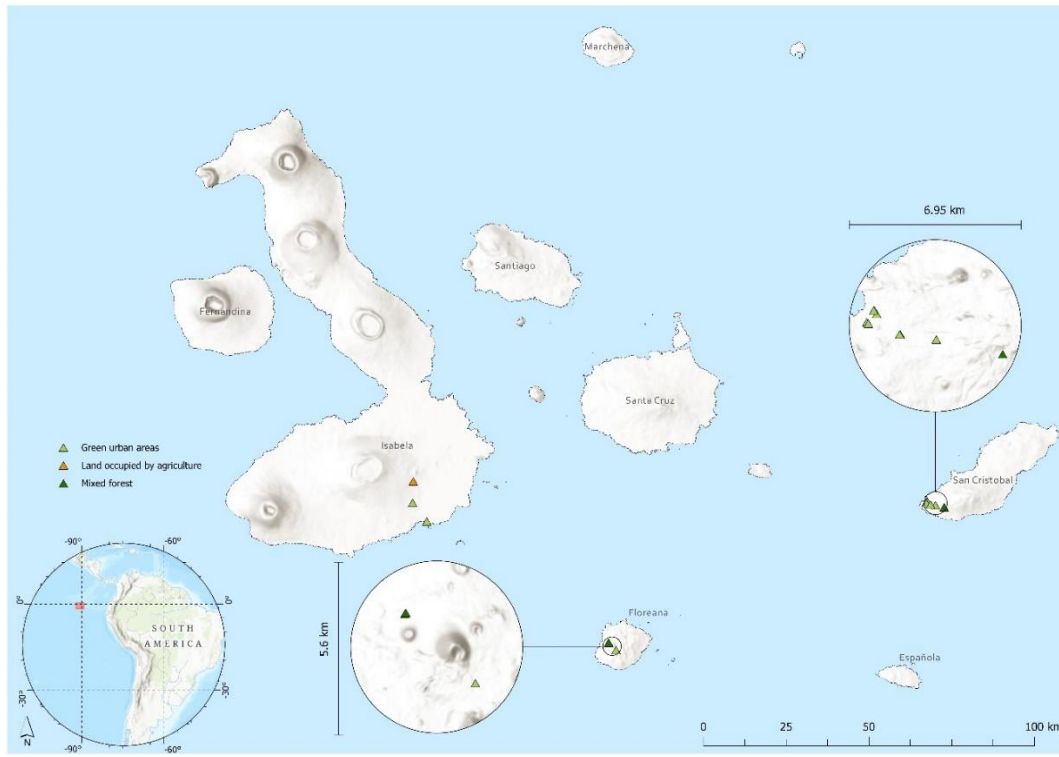 Marchena
6.95 km
Santiago
Fernandina
Santa Cruz
Isabela
Green urban areas
Land occupied by agriculture
Mixed forest
San Cristobal
-90°
-60°
0°
0°
SOUTH
AMERICA
-30°
-30°
-90°
-60°
N
5.6 km
Floreana
Española
0
25
50
100 km